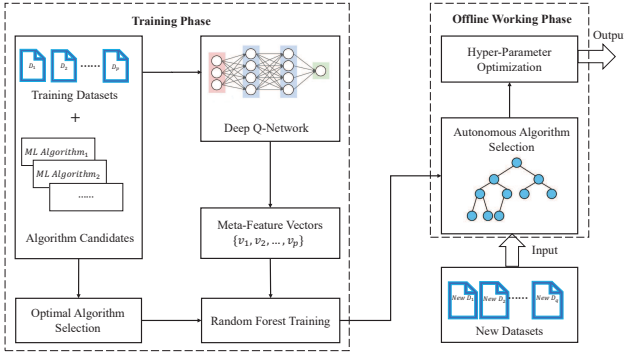 Training Phase
D₁ D₂ ...... Dₚ
Training Datasets
+
ML Algorithm₁
ML Algorithm₂
......
Algorithm Candidates
Deep Q-Network
Meta-Feature Vectors
{v₁, v₂, ..., vₚ}
Optimal Algorithm
Selection
Random Forest Training
Offline Working Phase
Hyper-Parameter
Optimization
Outpu
Autonomous Algorithm
Selection
Input
New D₁ New D₂ ...... New D_q
New Datasets